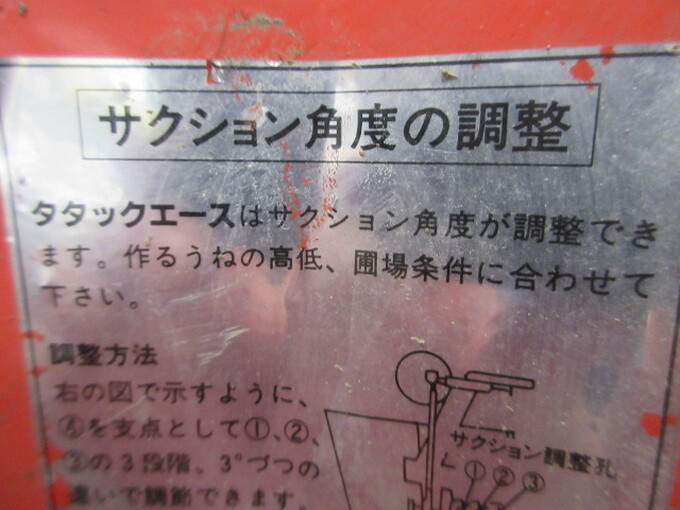 サクション角度の調整
タタックエースはサクション角度が調整でき
ます。作るうねの高低、圃場条件に合わせて
下さい。
調整方法
右の図で示すように、
④を支点として①、②、
③の3段階、3°づつの
違いで調節できます。
サクション調整孔
① ② ③